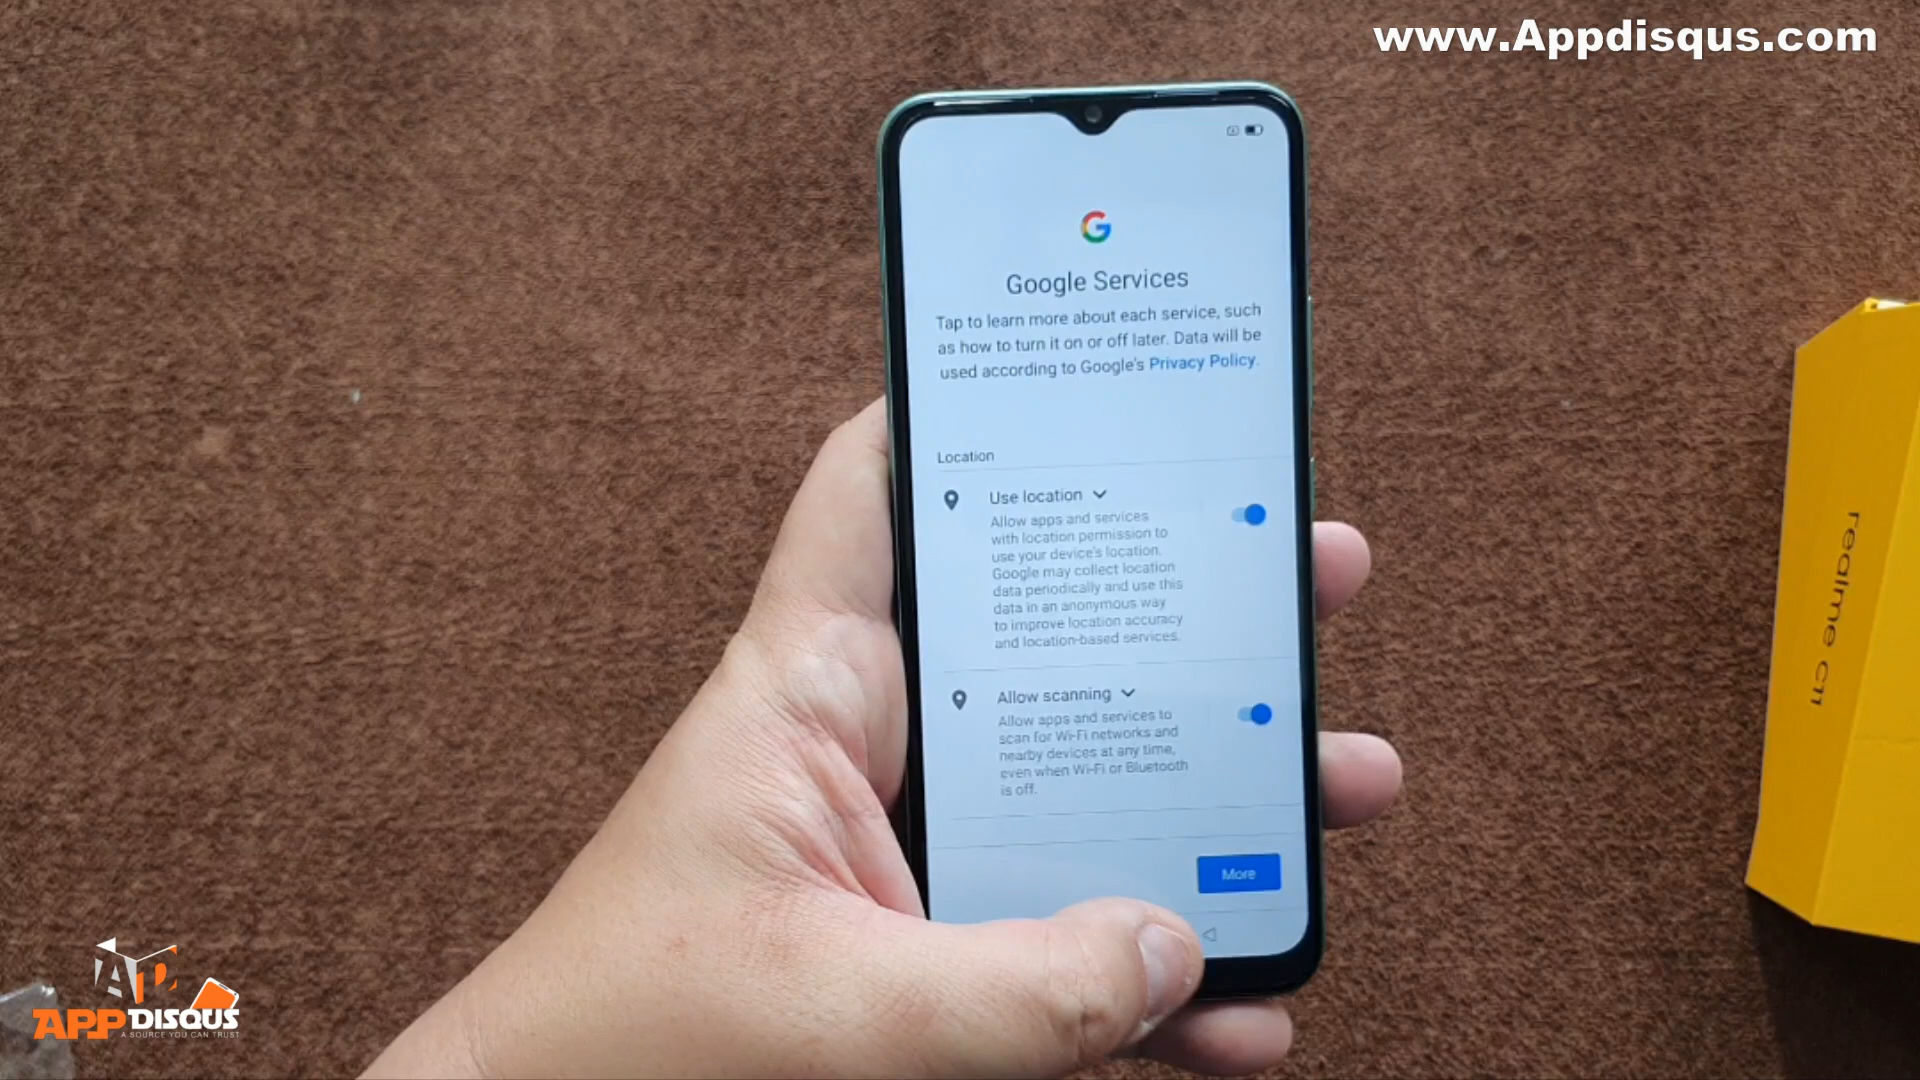 www.Appdisqus.com
Google Services
Tap to learn more about each service, such
as how to turn it on or off later. Data will be
used according to Google's Privacy Policy.
Location
Use location
Allow apps and services
with location permission to
use your device's location.
Google may collect location
data periodically and use this
data in an anonymous way
to improve location accuracy
and location-based services.
Allow scanning
Allow apps and services to
scan for Wi-Fi networks and
nearby devices at any time,
even when Wi-Fi or Bluetooth
is off.
More
realme C11
APPDISQUS
A SOURCE YOU CAN TRUST